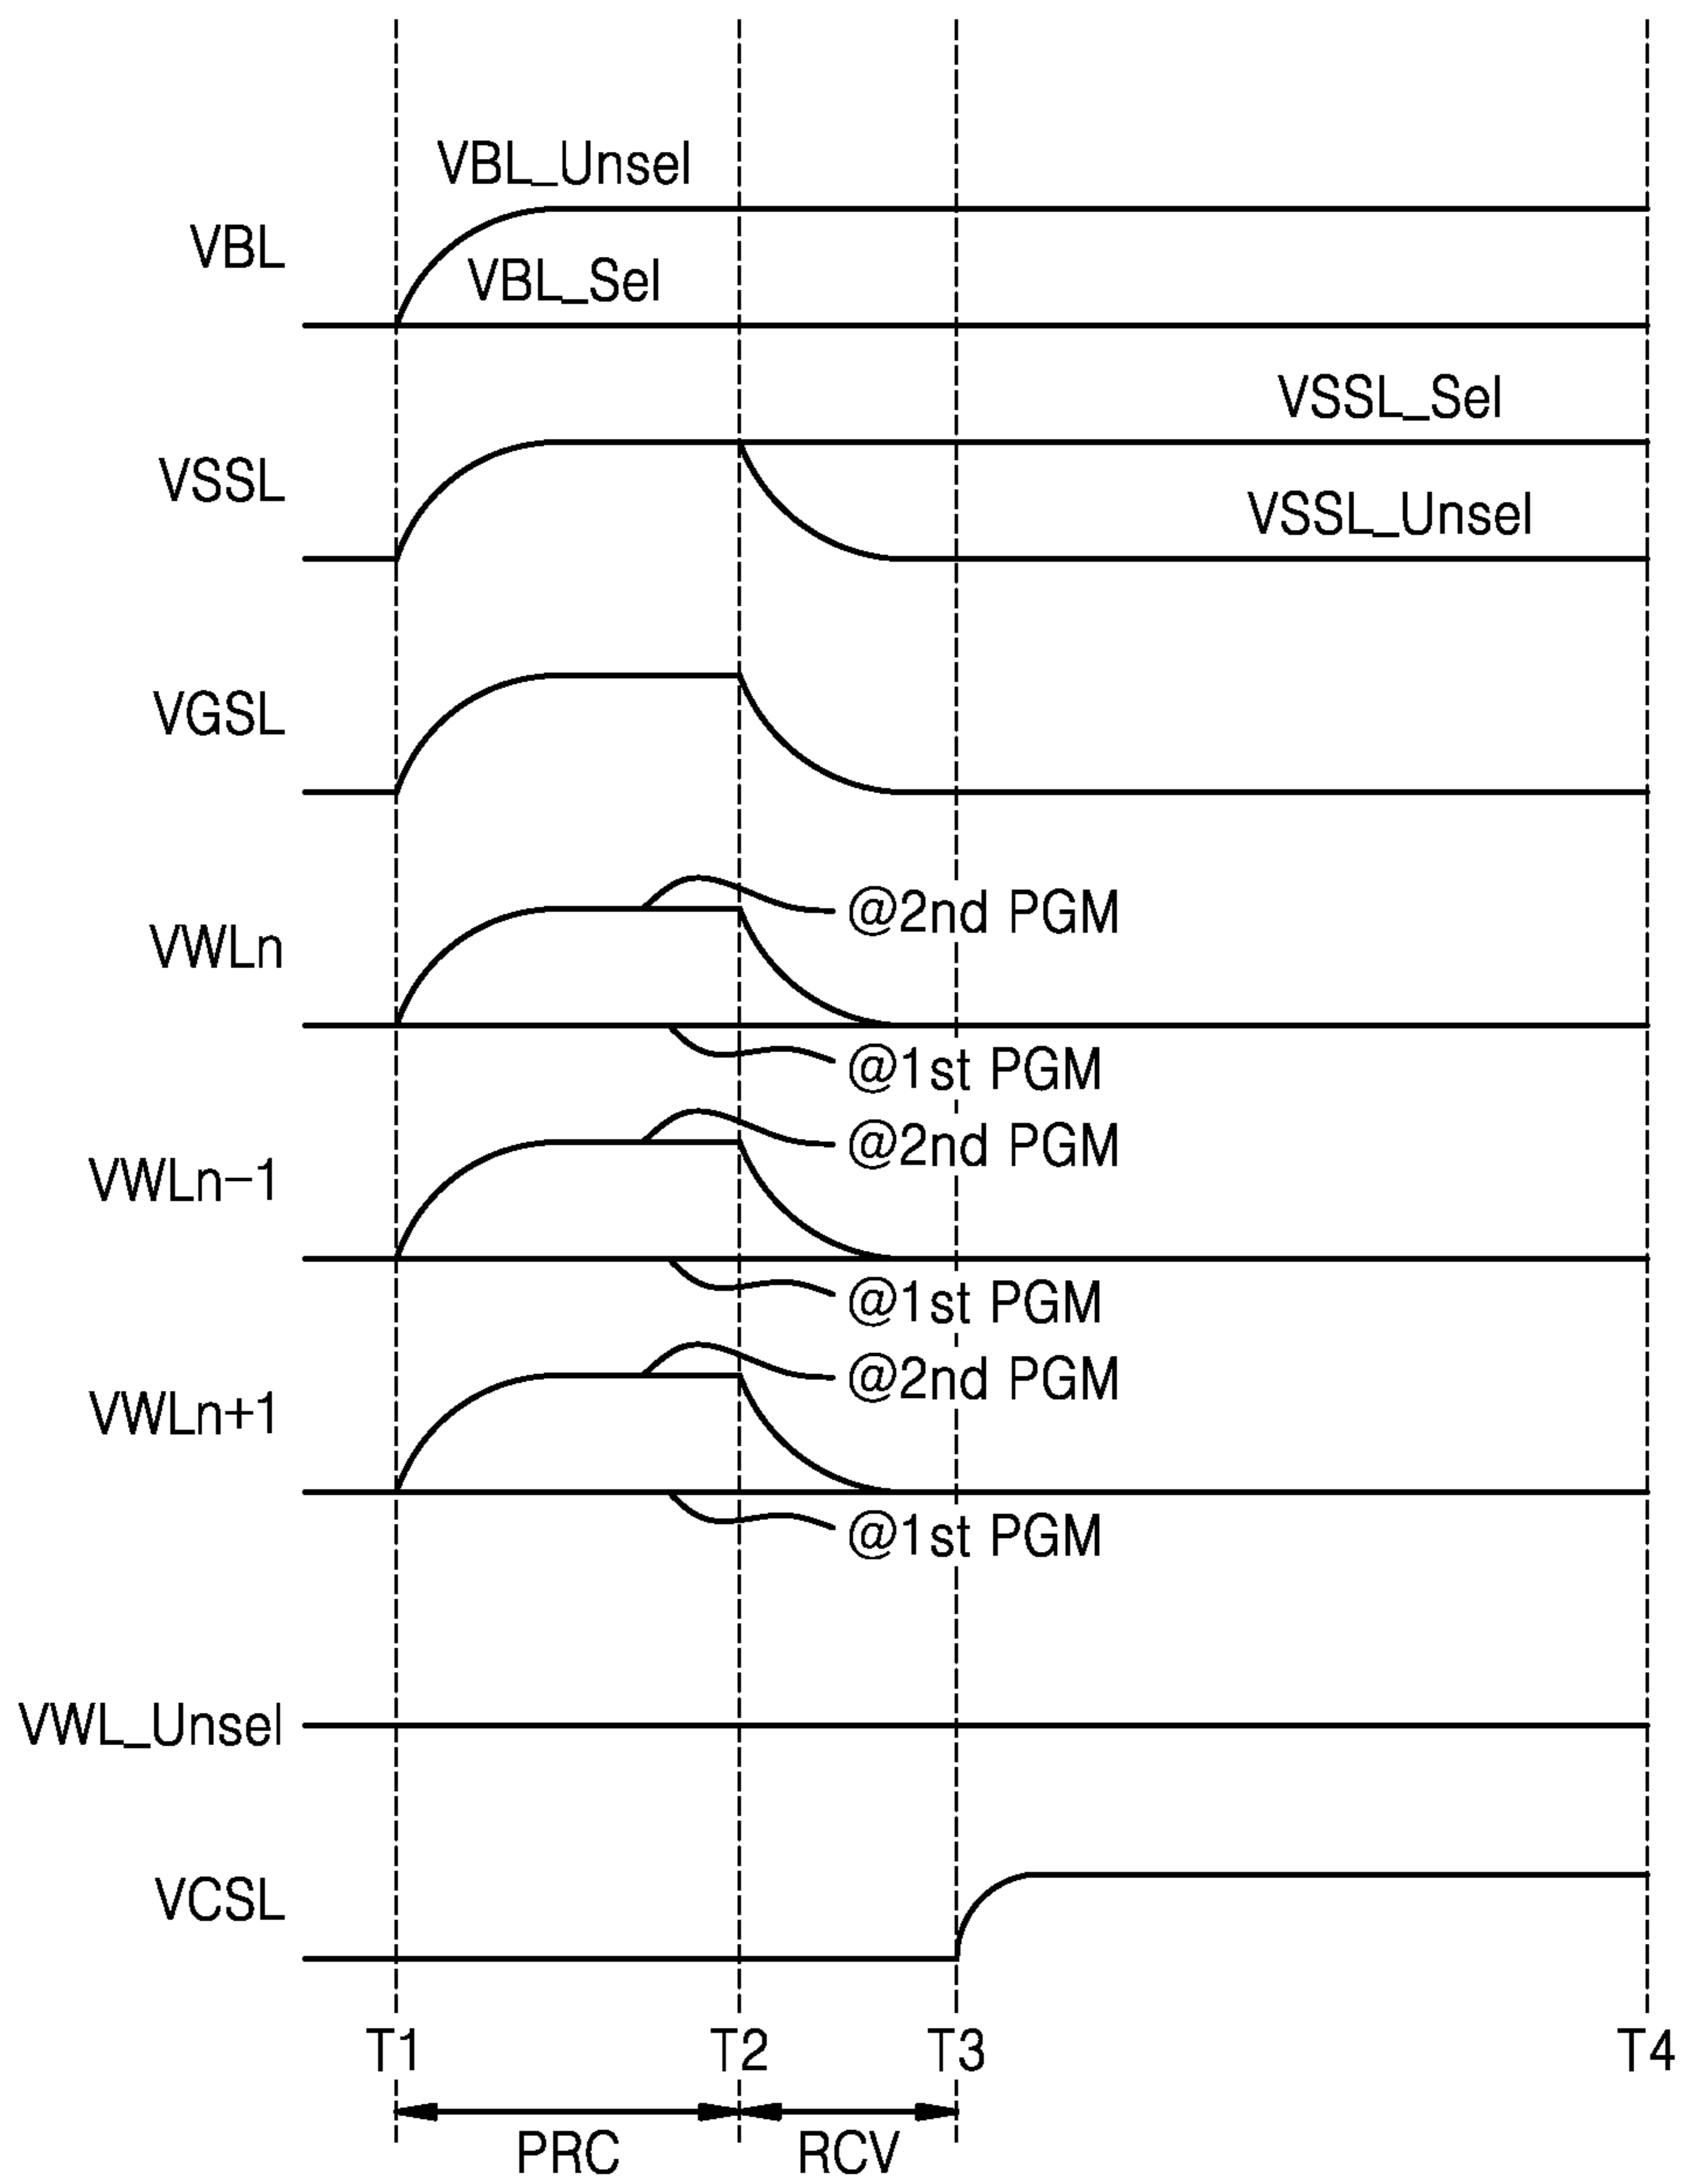 VBL_Unsel
VBL
VBL_Sel
VSSL_Sel
VSSL
VSSL_Unsel
VGSL
@2nd PGM
VWLn
@1st PGM
@2nd PGM
VWLn-1
@1st PGM
@2nd PGM
VWLn+1
@1st PGM
VWL_Unsel
VCSL
T1 T2 T3 T4
PRC RCV